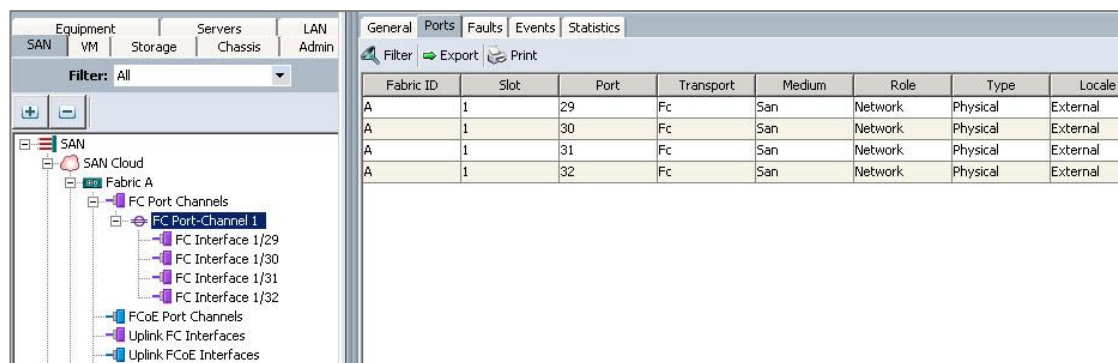 Equipment Servers LAN
SAN VM Storage Chassis Admin
Filter: All
SAN
SAN Cloud
Fabric A
FC Port Channels
FC Port-Channel 1
FC Interface 1/29
FC Interface 1/30
FC Interface 1/31
FC Interface 1/32
FCoE Port Channels
Uplink FC Interfaces
Uplink FCoE Interfaces
General Ports Faults Events Statistics
Filter Export Print
Fabric ID Slot Port Transport Medium Role Type Locale
A 1 29 Fc San Network Physical External
A 1 30 Fc San Network Physical External
A 1 31 Fc San Network Physical External
A 1 32 Fc San Network Physical External